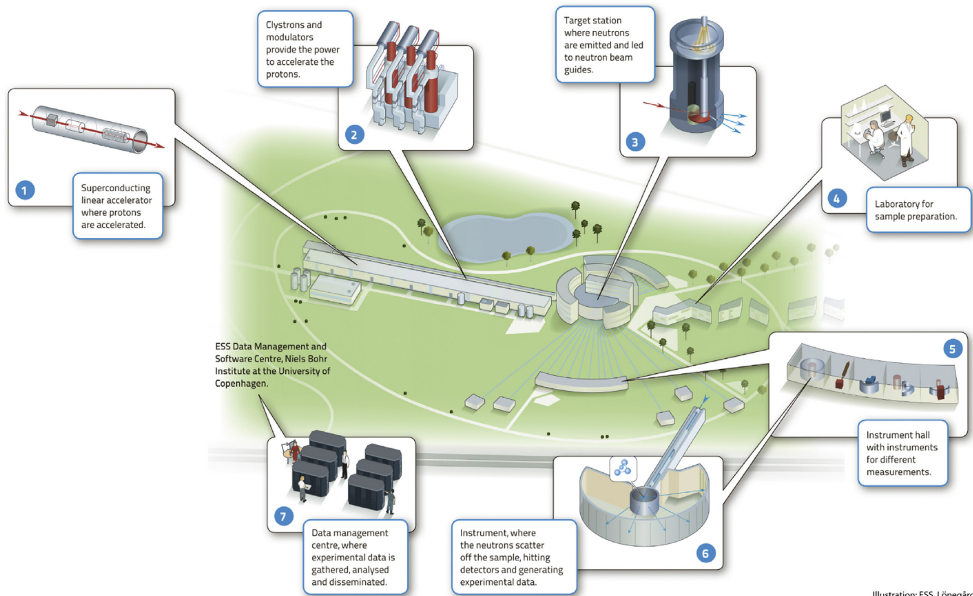 Clystrons and
modulators
provide the power
to accelerate the
protons.
2
Target station
where neutrons
are emitted and led
to neutron beam
guides.
3
1
Superconducting
linear accelerator
where protons
are accelerated.
4
Laboratory for
sample preparation.
ESS Data Management and
Software Centre, Niels Bohr
Institute at the University of
Copenhagen.
5
Instrument hall
with instruments
for different
measurements.
7
Data management
centre, where
experimental data is
gathered, analysed
and disseminated.
Instrument, where
the neutrons scatter
off the sample, hitting
detectors and generating
experimental data.
6
Illustration: ESS,